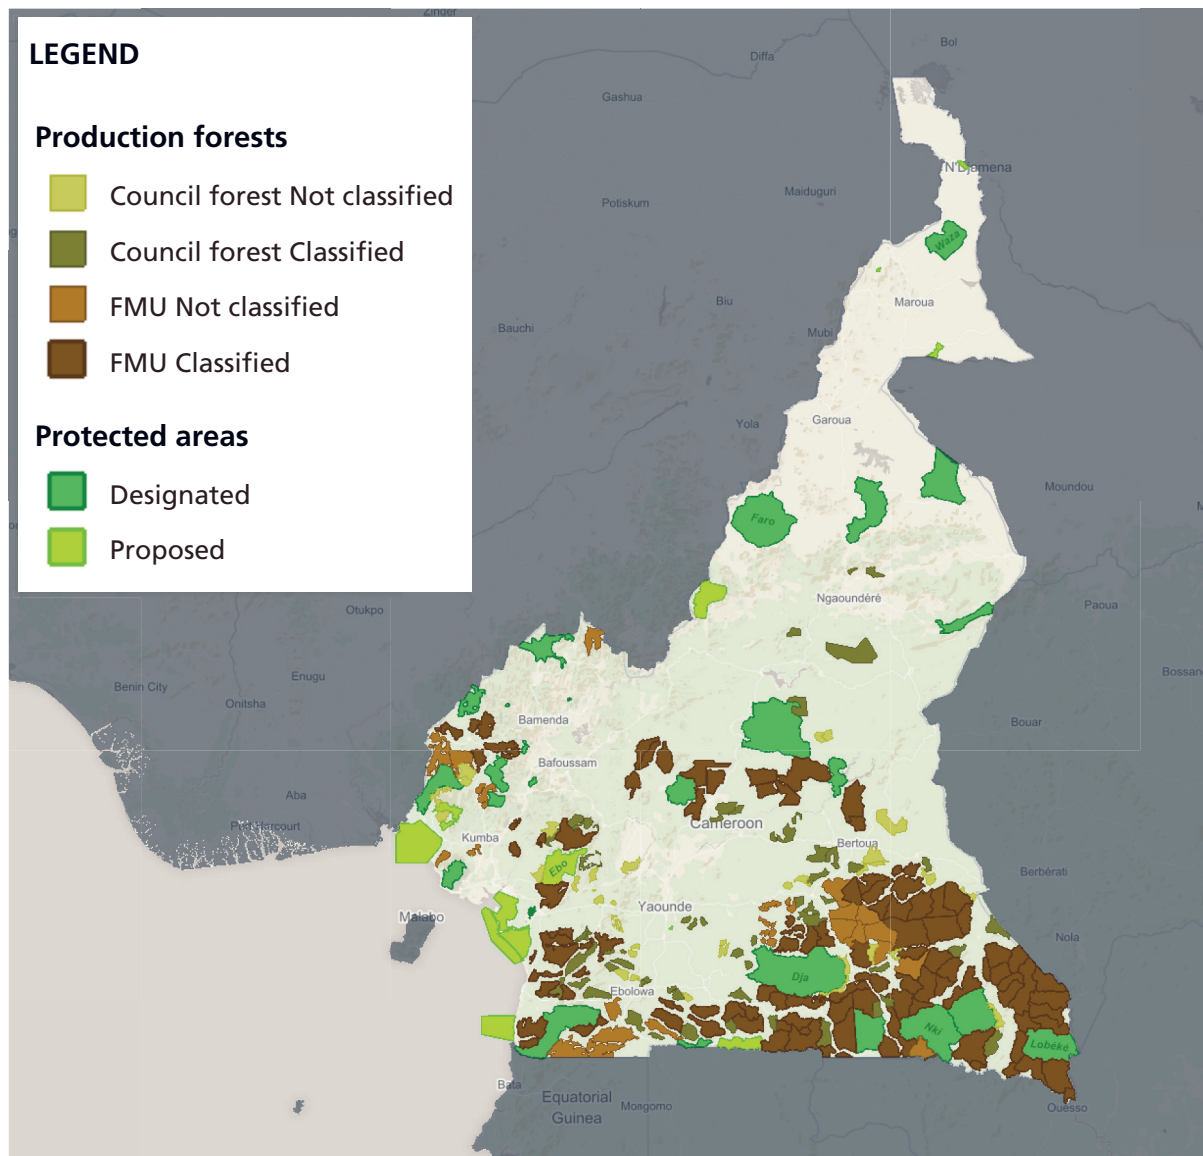 Zinger
LEGEND
Production forests
Council forest Not classified
Council forest Classified
FMU Not classified
FMU Classified
Protected areas
Designated
Proposed
Bol
Diffa
Gashua
N'Djamena
Maiduguri
Potiskum
Waza
Maroua
Biu
Bauchi
Mubi
Garoua
Yola
Moundou
Faro
Ngaoundéré
Paoua
Otukpo
Enugu
Benin City
Onitsha
Bossang
Bamenda
Bouar
Bafoussam
Aba
Port Harcourt
Cameroon
Kumba
Bertoua
Ebo
Berbérati
Yaounde
Malabo
Nola
Dja
Ebolowa
Nki
Lobéké
Bata
Equatorial
Guinea
Mongomo
Ouesso